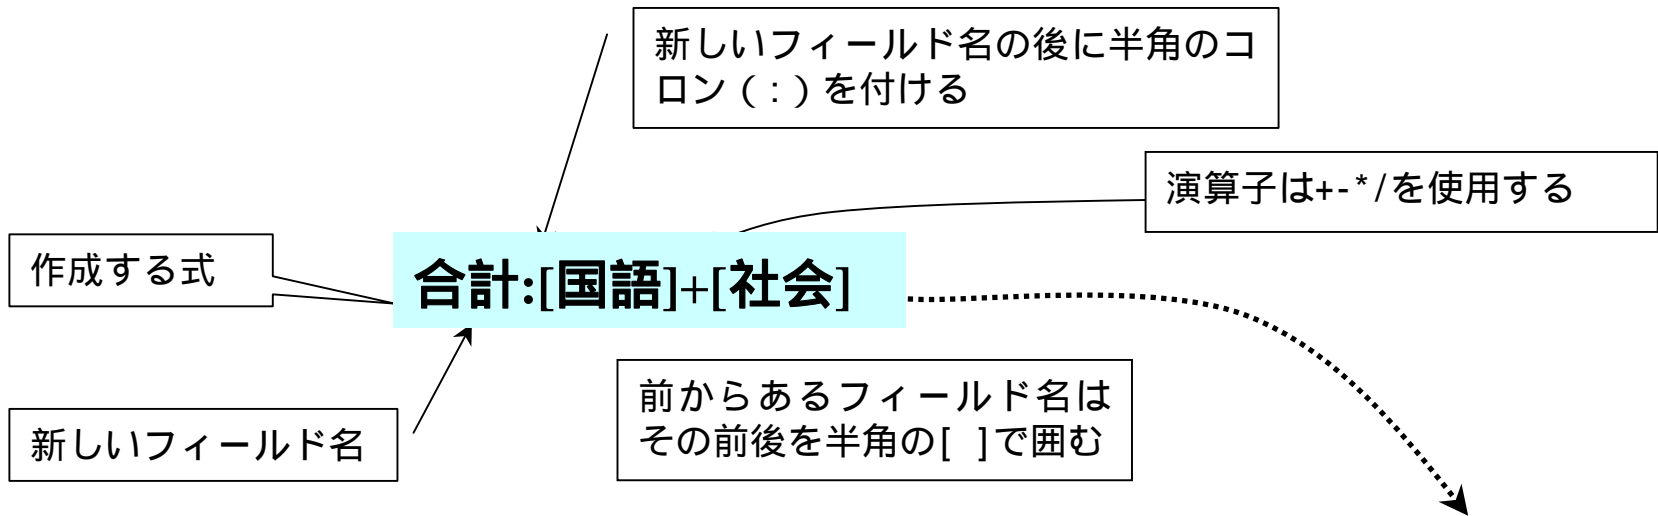 新しいフィールド名の後に半角のコ
ロン（:）を付ける
演算子は+-*/を使用する
作成する式
合計:[国語]+[社会]
前からあるフィールド名は
その前後を半角の[ ]で囲む
新しいフィールド名